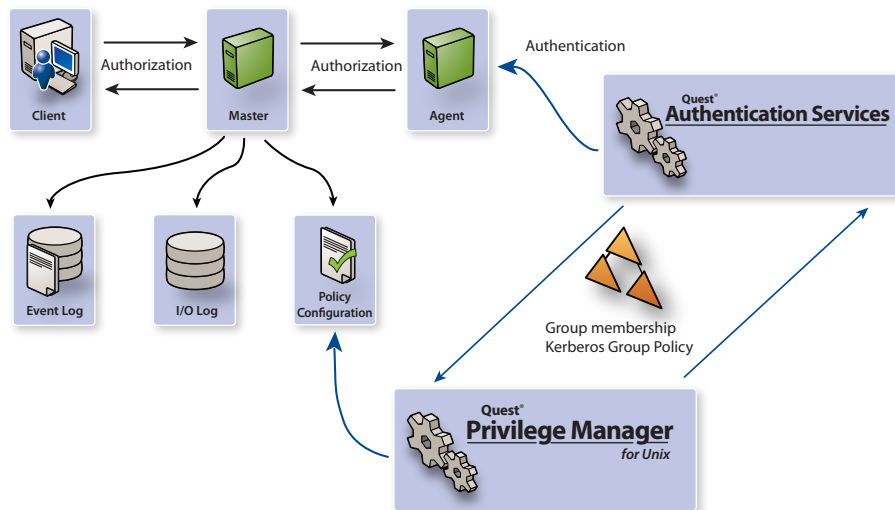 Authorization
Authorization
Authentication
Client
Master
Agent
Quest®
Authentication Services
Event Log
I/O Log
Policy
Configuration
Group membership
Kerberos Group Policy
Quest®
Privilege Manager
for Unix